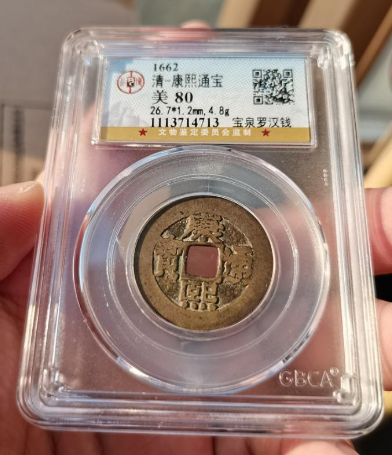 1662
清-康熙通宝
美 80
26.7*1.2mm,4.8g
1113714713 宝泉罗汉钱
★ 文物鉴定委员会监制 ★
康熙通寳
GBCA